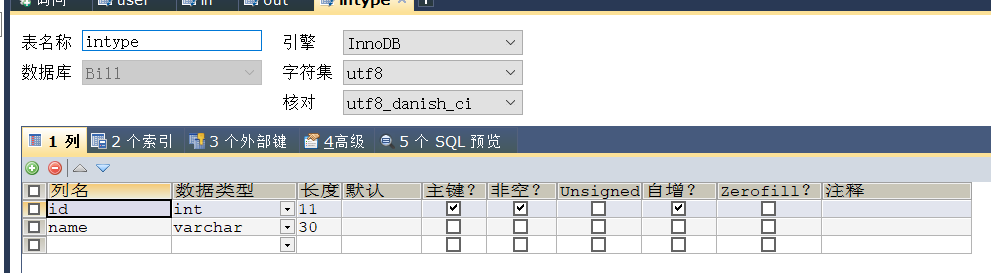 询问 user in out intype
表名称 intype 引擎 InnoDB
数据库 Bill 字符集 utf8
核对 utf8_danish_ci
1 列 2 个索引 3 个外部键 4高级 5 个 SQL 预览
列名 数据类型 长度 默认 主键? 非空? Unsigned 自增? Zerofill? 注释
id int 11
name varchar 30